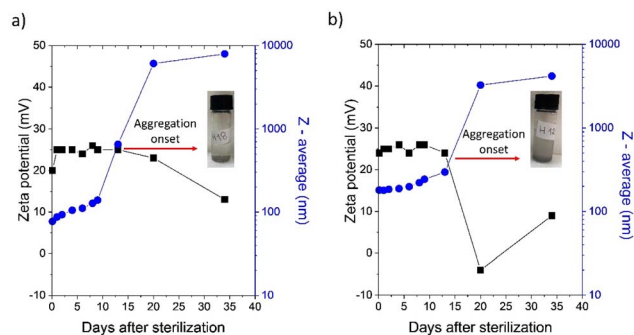 a)
Zeta potential (mV)
50
40
30
20
10
0
-10
Aggregation
onset
10000
1000
100
10
Z - average (nm)
0 5 10 15 20 25 30 35 40
Days after sterilization
b)
Zeta potential (mV)
50
40
30
20
10
0
-10
Aggregation
onset
H12
10000
1000
100
10
Z - average (nm)
0 5 10 15 20 25 30 35 40
Days after sterilization